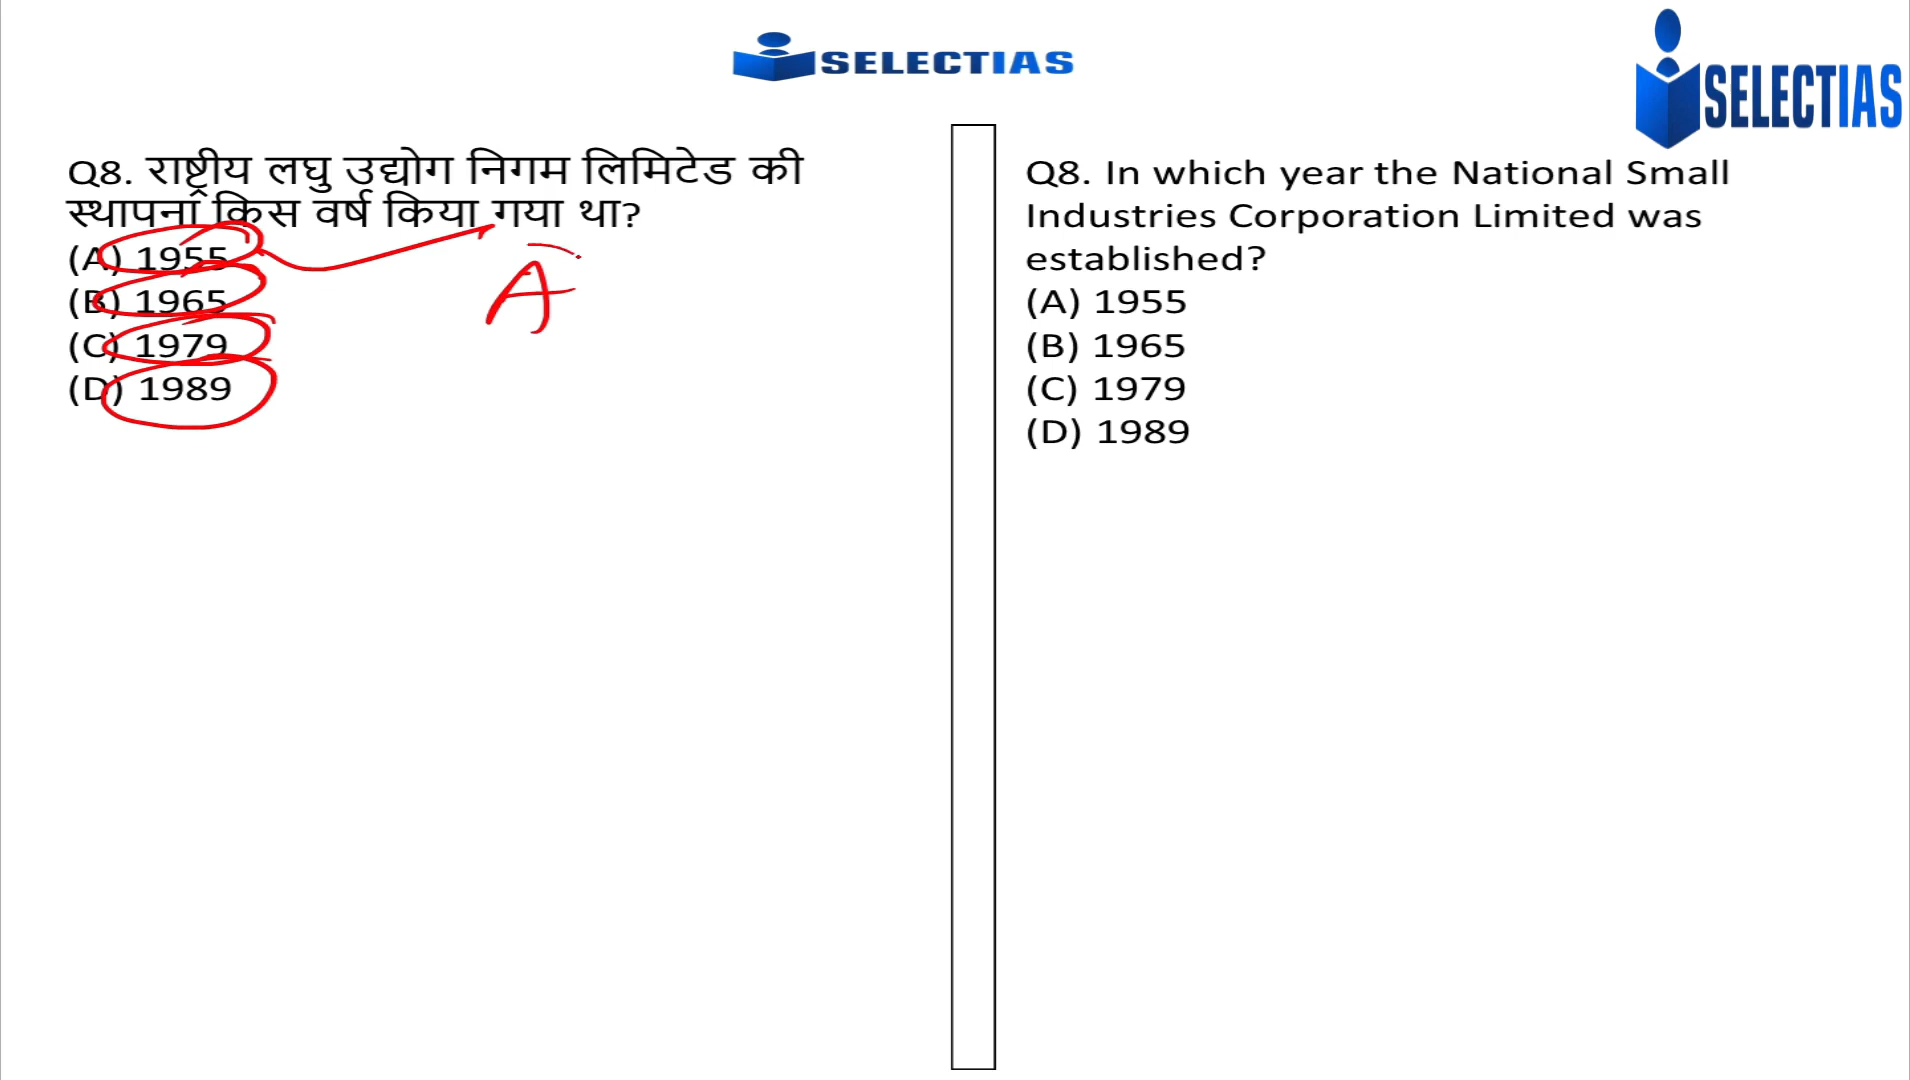 SELECTIAS
SELECTIAS
Q8. राष्ट्रीय लघु उद्योग निगम लिमिटेड की
स्थापना किस वर्ष किया गया था?
(A) 1955
(B) 1965
(C) 1979
(D) 1989
A
Q8. In which year the National Small
Industries Corporation Limited was
established?
(A) 1955
(B) 1965
(C) 1979
(D) 1989